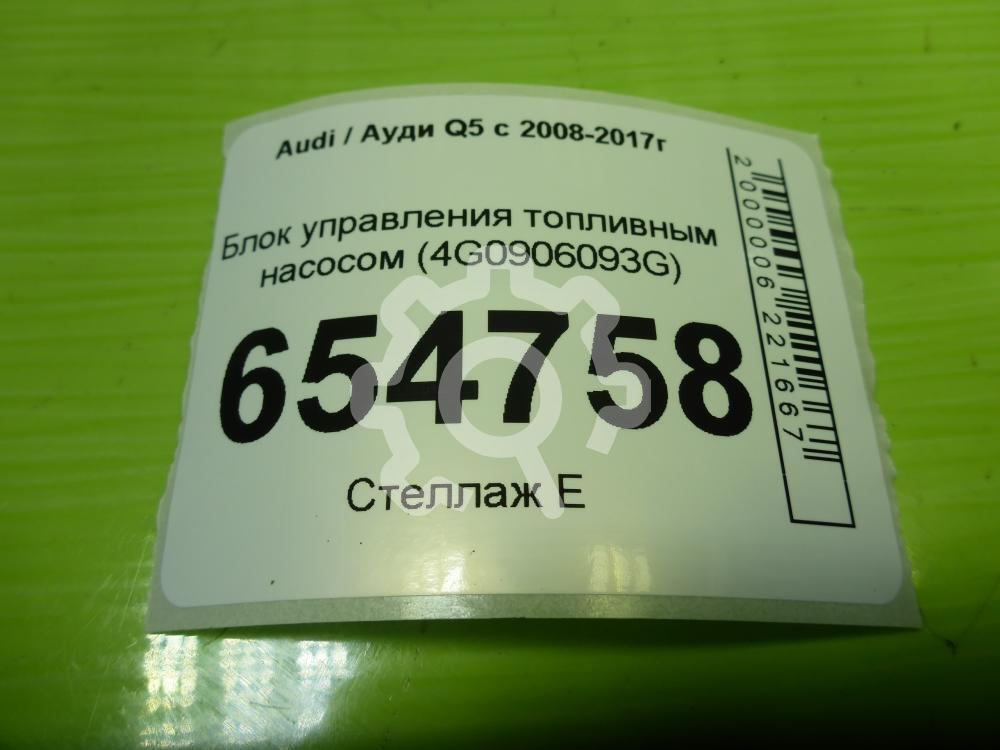 Audi / Ауди Q5 с 2008-2017г
Блок управления топливным
насосом (4G0906093G)
654758
Стеллаж Е
2000006221667